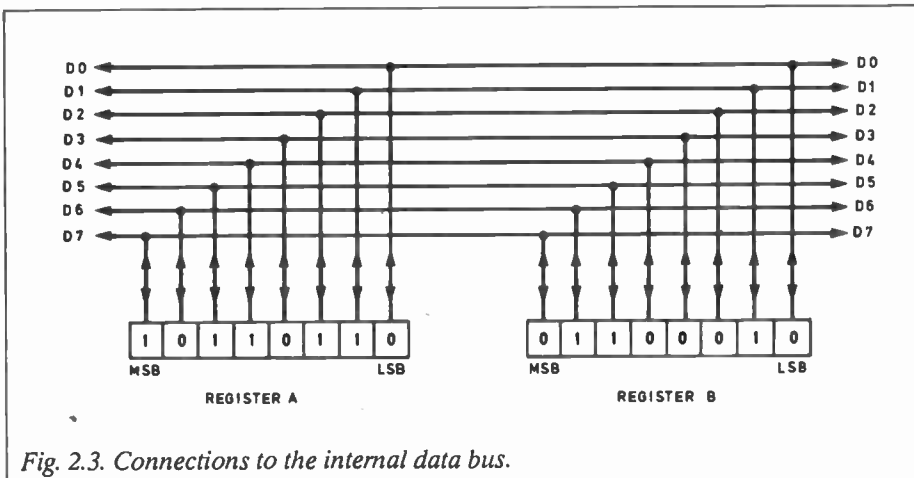 D0 D0
D1 D1
D2 D2
D3 D3
D4 D4
D5 D5
D6 D6
D7 D7
1 0 1 1 0 1 1 0 0 1 1 0 0 0 1 0
MSB LSB MSB LSB
REGISTER A REGISTER B
Fig. 2.3. Connections to the internal data bus.